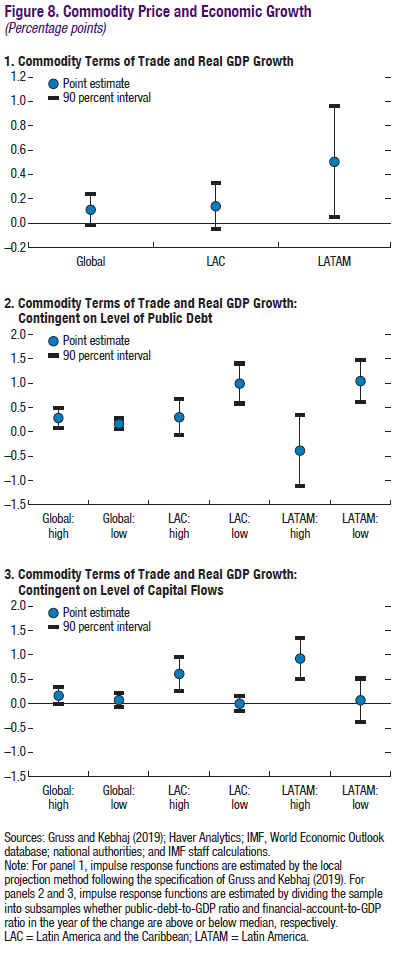 Figure 8. Commodity Price and Economic Growth
(Percentage points)
1. Commodity Terms of Trade and Real GDP Growth
1.2
Point estimate
1.0
90 percent interval
0.8
0.6
0.4
0.2
0.0
–0.2
Global LAC LATAM
2. Commodity Terms of Trade and Real GDP Growth:
Contingent on Level of Public Debt
2.0
Point estimate
1.5
90 percent interval
1.0
0.5
0.0
–0.5
–1.0
–1.5
Global: Global: LAC: LAC: LATAM: LATAM:
high low high low high low
3. Commodity Terms of Trade and Real GDP Growth:
Contingent on Level of Capital Flows
2.0
Point estimate
1.5
90 percent interval
1.0
0.5
0.0
–0.5
–1.0
–1.5
Global: Global: LAC: LAC: LATAM: LATAM:
high low high low high low
Sources: Gruss and Kebhaj (2019); Haver Analytics; IMF, World Economic Outlook
database; national authorities; and IMF staff calculations.
Note: For panel 1, impulse response functions are estimated by the local
projection method following the specification of Gruss and Kebhaj (2019). For
panels 2 and 3, impulse response functions are estimated by dividing the sample
into subsamples whether public-debt-to-GDP ratio and financial-account-to-GDP
ratio in the year of the change are above or below median, respectively.
LAC = Latin America and the Caribbean; LATAM = Latin America.